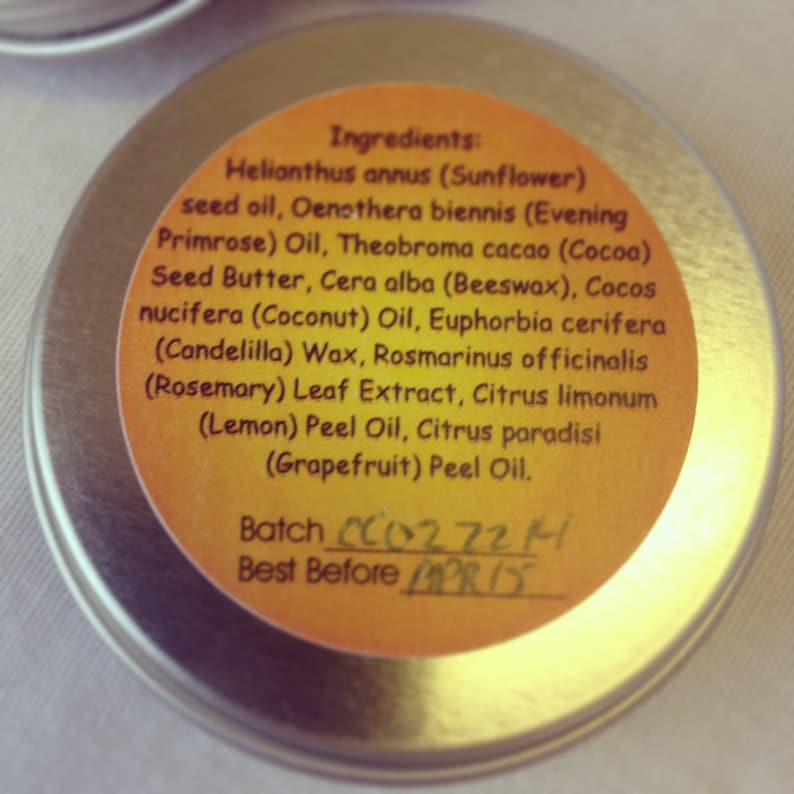 Ingredients:
Helianthus annus (Sunflower)
seed oil, Oenothera biennis (Evening
Primrose) Oil, Theobroma cacao (Cocoa)
Seed Butter, Cera alba (Beeswax), Cocos
nucifera (Coconut) Oil, Euphorbia cerifera
(Candelilla) Wax, Rosmarinus officinalis
(Rosemary) Leaf Extract, Citrus limonum
(Lemon) Peel Oil, Citrus paradisi
(Grapefruit) Peel Oil.
Batch
Best Before APR15